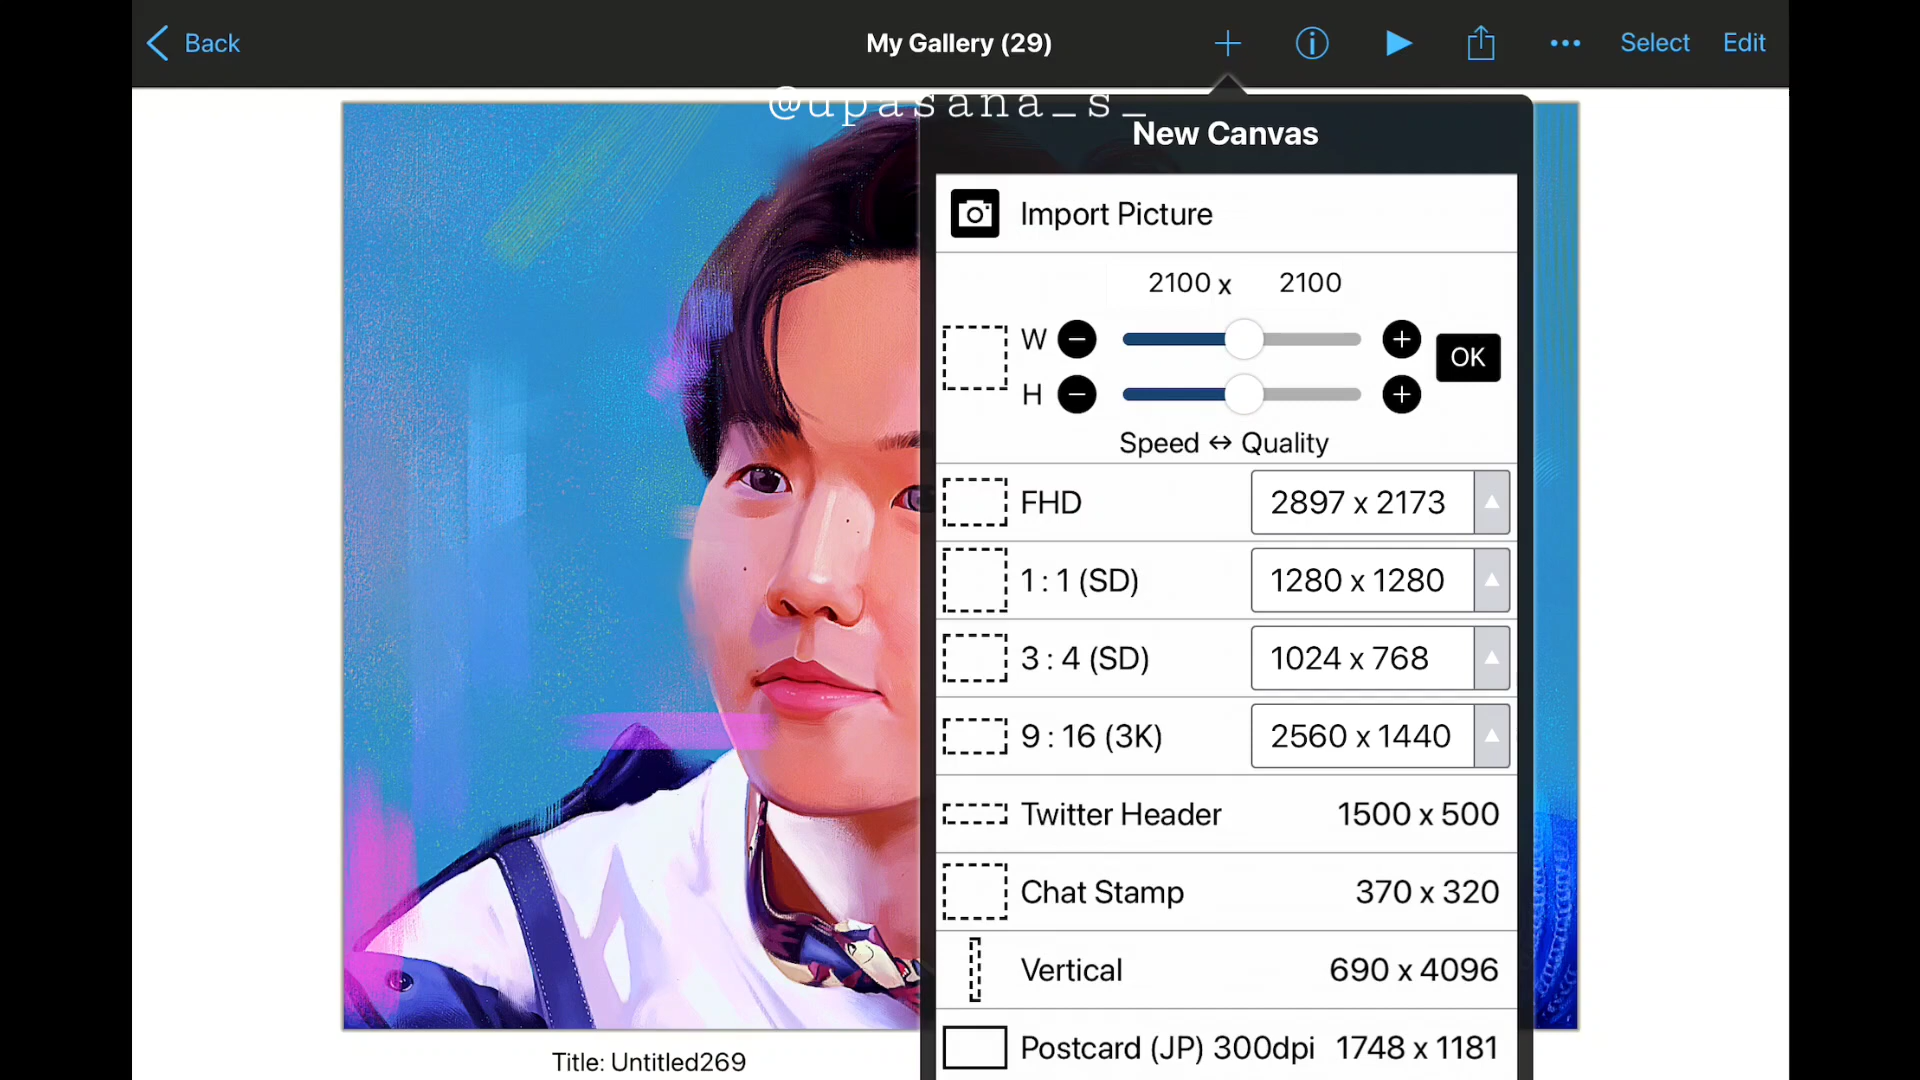 Back
My Gallery (29)
Select
Edit
@upasana_s_
New Canvas
Import Picture
2100 x 2100
W
OK
H
Speed ↔ Quality
FHD 2897 x 2173
1 : 1 (SD) 1280 x 1280
3 : 4 (SD) 1024 x 768
9 : 16 (3K) 2560 x 1440
Twitter Header 1500 x 500
Chat Stamp 370 x 320
Vertical 690 x 4096
Postcard (JP) 300dpi 1748 x 1181
Title: Untitled269